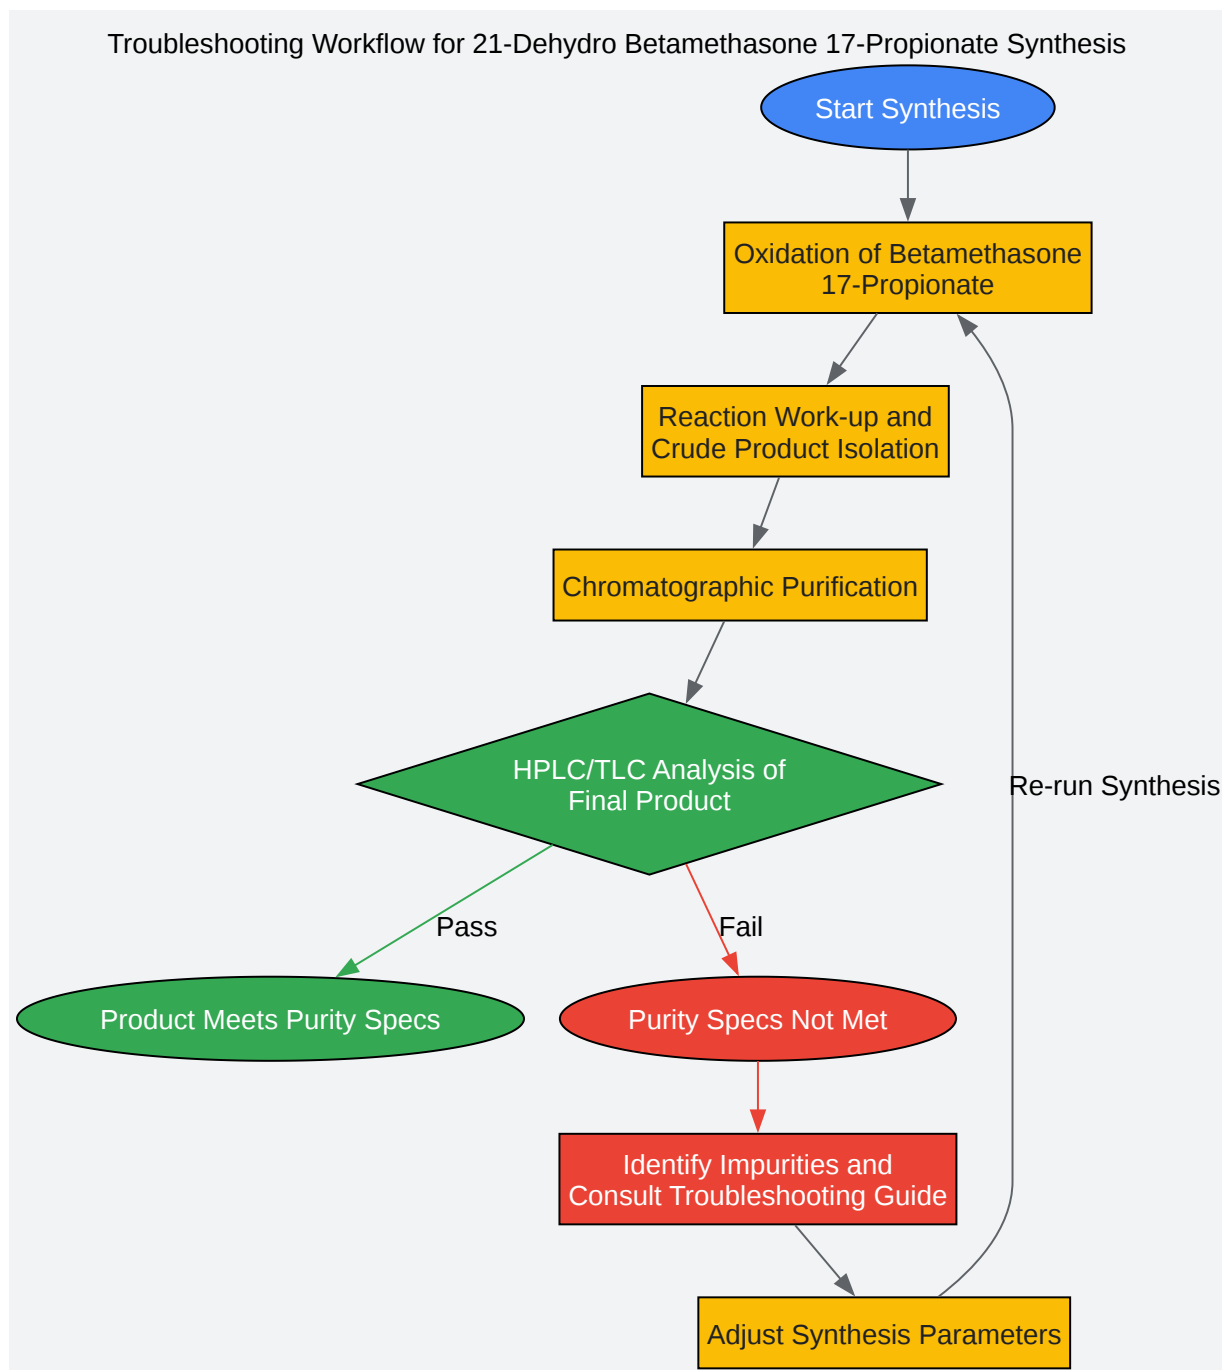 Troubleshooting Workflow for 21-Dehydro Betamethasone 17-Propionate Synthesis
Start Synthesis
Oxidation of Betamethasone
17-Propionate
Reaction Work-up and
Crude Product Isolation
Chromatographic Purification
HPLC/TLC Analysis of
Final Product
Re-run Synthesis
Pass
Fail
Product Meets Purity Specs
Purity Specs Not Met
Identify Impurities and
Consult Troubleshooting Guide
Adjust Synthesis Parameters